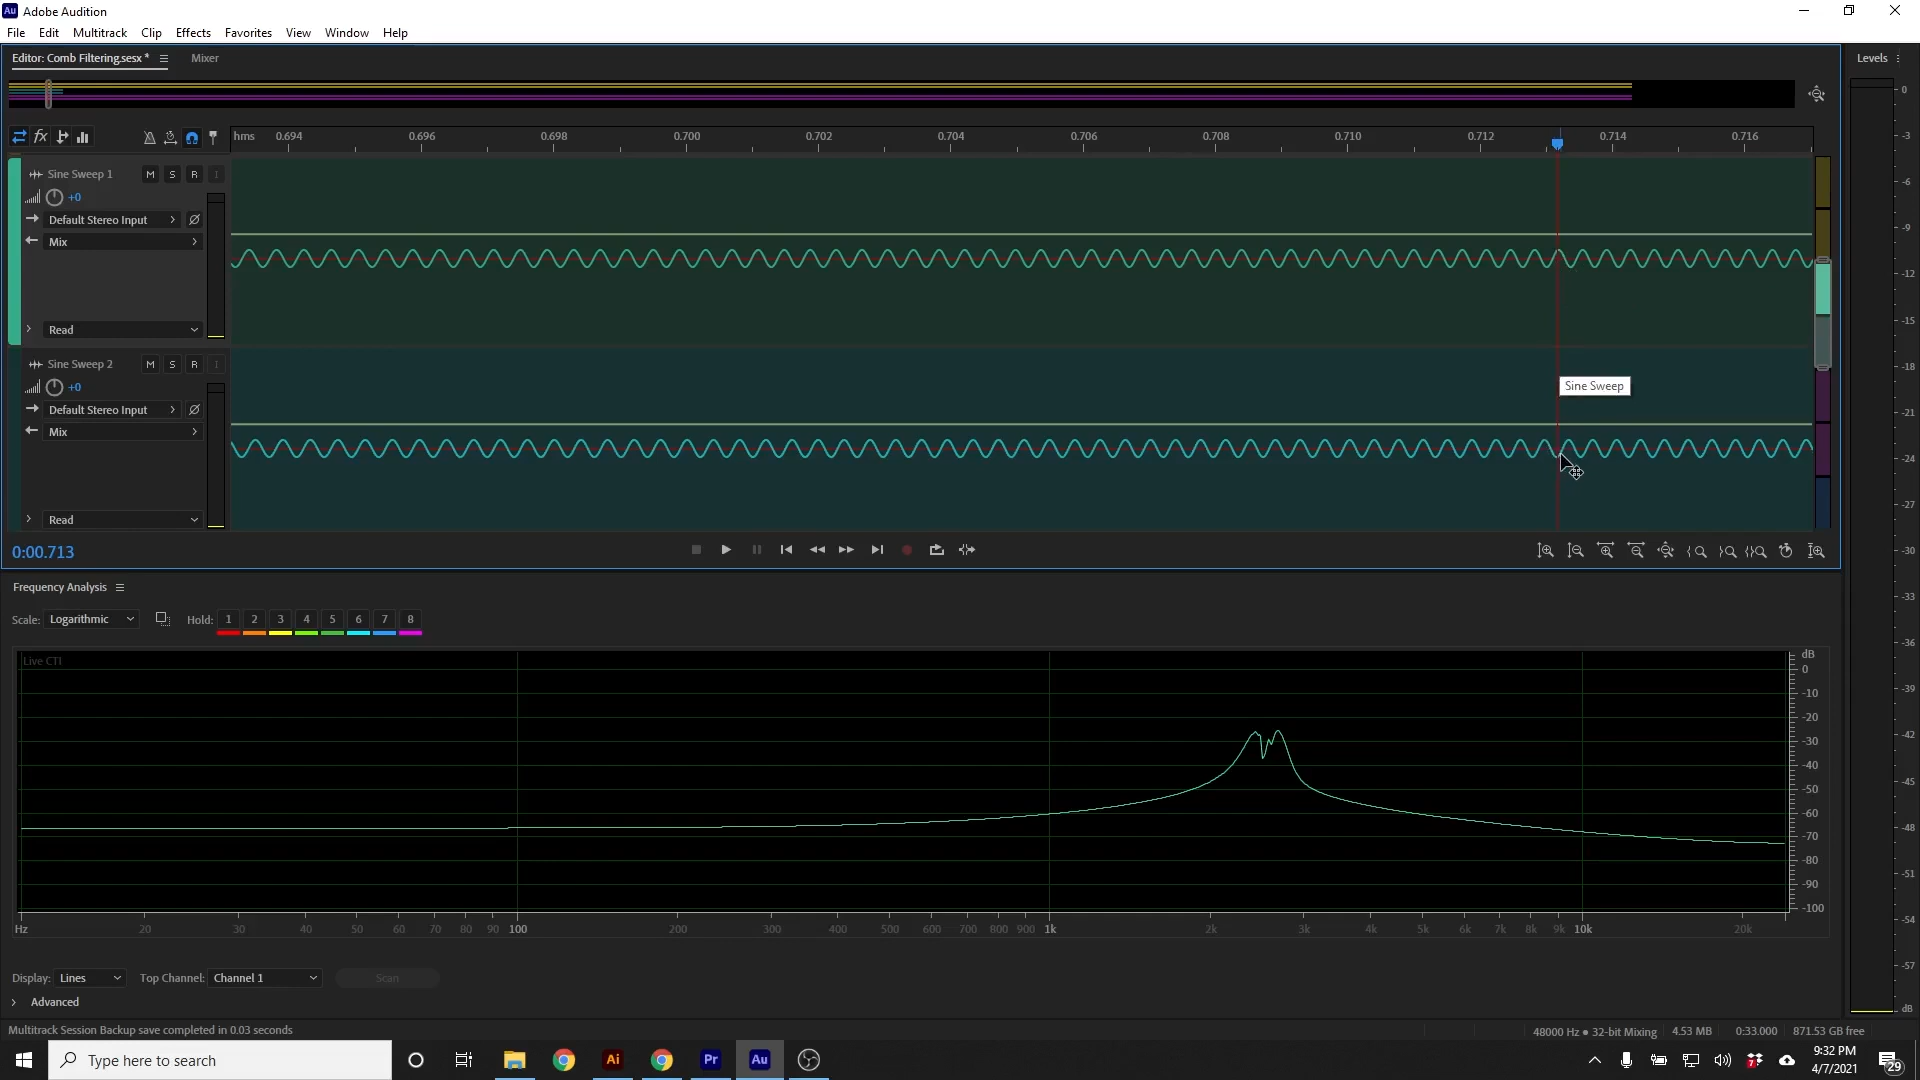 Au Adobe Audition
File Edit Multitrack Clip Effects Favorites View Window Help
Editor: Comb Filtering.sesx * Mixer
Levels
fx
hms 0.694 0.696 0.698 0.700 0.702 0.704 0.706 0.708 0.710 0.712 0.714 0.716
Sine Sweep 1 M S R I
+0
Default Stereo Input
Mix
Read
Sine Sweep 2 M S R I
+0
Default Stereo Input
Mix
Read
Sine Sweep
0:00.713
Frequency Analysis
Scale: Logarithmic Hold: 1 2 3 4 5 6 7 8
Live CTI
dB
0
-10
-20
-30
-40
-50
-60
-70
-80
-90
-100
Hz 20 30 40 50 60 70 80 90 100 200 300 400 500 600 700 800 900 1k 2k 3k 4k 5k 6k 7k 8k 9k 10k 20k
Display: Lines Top Channel: Channel 1 Scan
Advanced
0
-3
-6
-9
-12
-15
-18
-21
-24
-27
-30
-33
-36
-39
-42
-45
-48
-51
-54
-57
dB
Multitrack Session Backup save completed in 0.03 seconds
48000 Hz ● 32-bit Mixing 4.53 MB 0:33.000 871.53 GB free
Type here to search
Ai Pr Au
9:32 PM
4/7/2021
29